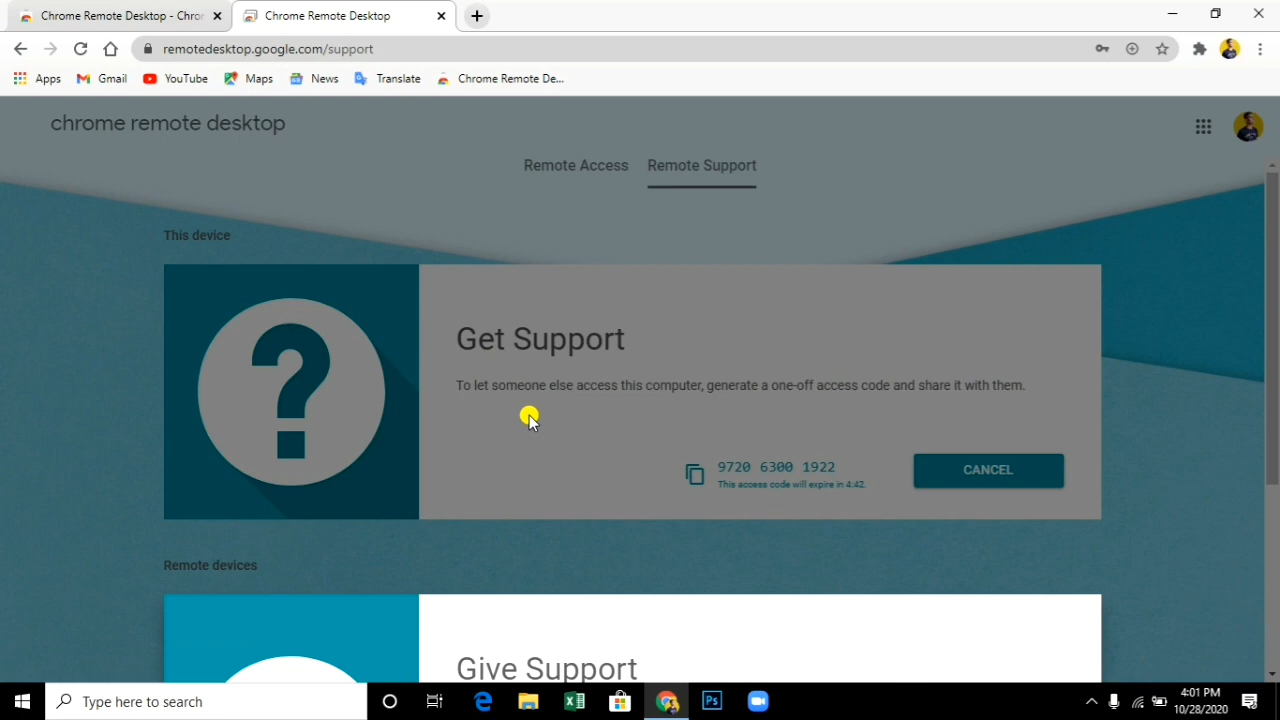 Chrome Remote Desktop - Chro
Chrome Remote Desktop
remotedesktop.google.com/support
Apps
Gmail
YouTube
Maps
News
Translate
Chrome Remote De...
chrome remote desktop
Remote Access
Remote Support
This device
Get Support
To let someone else access this computer, generate a one-off access code and share it with them.
9720 6300 1922
This access code will expire in 4:42.
CANCEL
Remote devices
Give Support
Type here to search
Ps
4:01 PM
10/28/2020